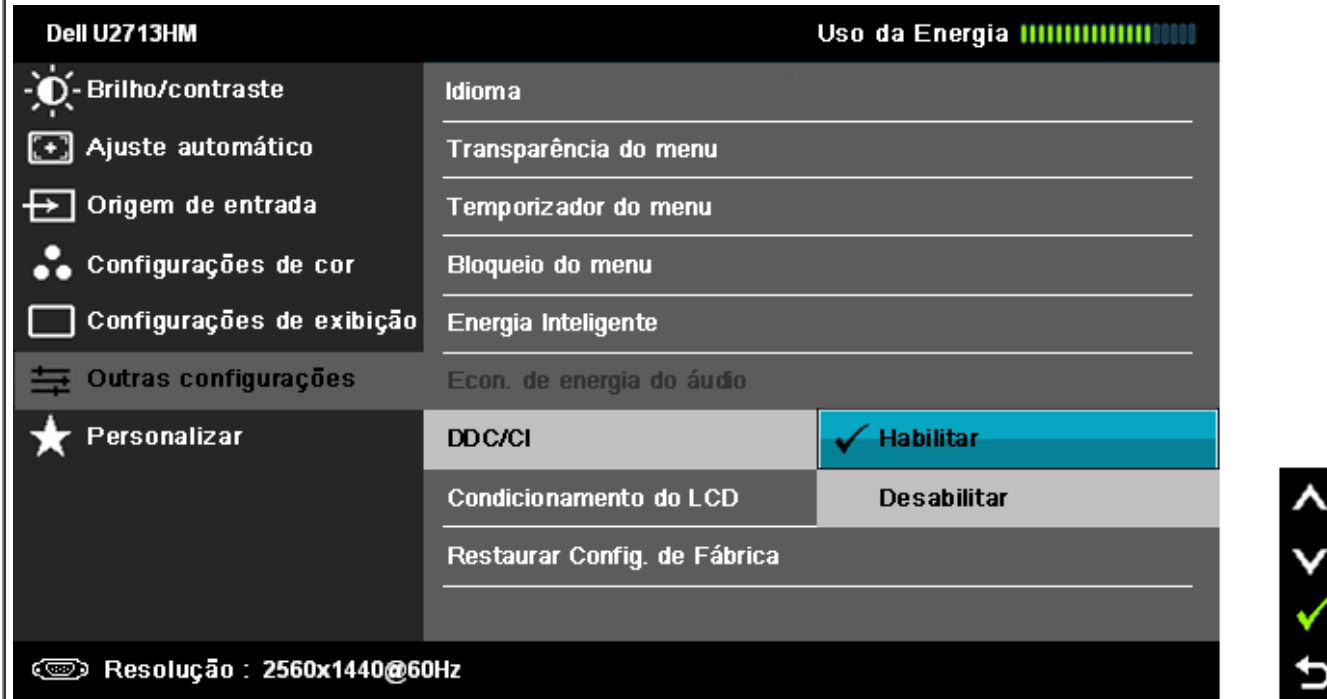 Dell U2713HM
Uso da Energia
Brilho/contraste
Ajuste automático
Origem de entrada
Configurações de cor
Configurações de exibição
Outras configurações
Personalizar
Idioma
Transparência do menu
Temporizador do menu
Bloqueio do menu
Energia Inteligente
Econ. de energia do áudio
DDC/CI
Habilitar
Desabilitar
Condicionamento do LCD
Restaurar Config. de Fábrica
Resolução : 2560x1440@60Hz